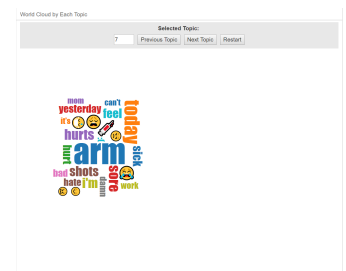 World Cloud by Each Topic
Selected Topic:
7 Previous Topic Next Topic Restart
mom can't
yesterday feel
it's today
hurts
hurt arm sick
bad shots sore
hate i'm damn work